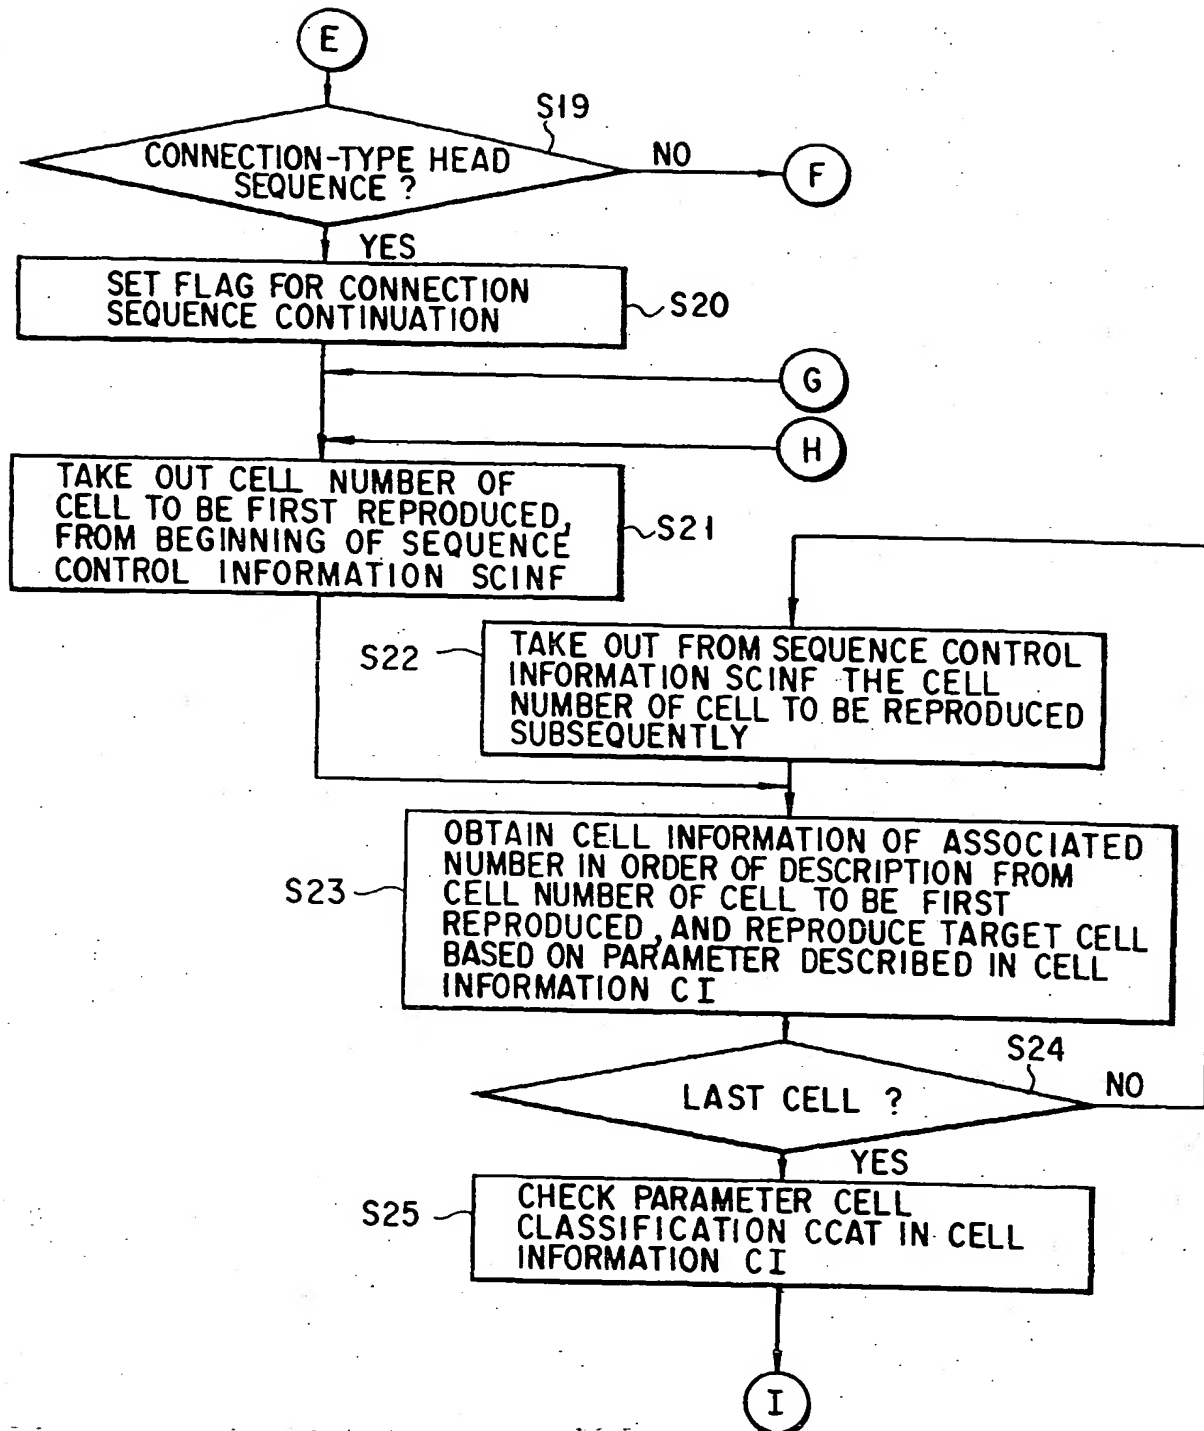 E
S19
CONNECTION-TYPE HEAD
SEQUENCE ?
NO
F
YES
SET FLAG FOR CONNECTION
SEQUENCE CONTINUATION
S20
G
H
TAKE OUT CELL NUMBER OF
CELL TO BE FIRST REPRODUCED,
FROM BEGINNING OF SEQUENCE
CONTROL INFORMATION SCINF
S21
S22
TAKE OUT FROM SEQUENCE CONTROL
INFORMATION SCINF THE CELL
NUMBER OF CELL TO BE REPRODUCED
SUBSEQUENTLY
S23
OBTAIN CELL INFORMATION OF ASSOCIATED
NUMBER IN ORDER OF DESCRIPTION FROM
CELL NUMBER OF CELL TO BE FIRST
REPRODUCED, AND REPRODUCE TARGET CELL
BASED ON PARAMETER DESCRIBED IN CELL
INFORMATION CI
S24
LAST CELL ?
NO
YES
S25
CHECK PARAMETER CELL
CLASSIFICATION CCAT IN CELL
INFORMATION CI
I